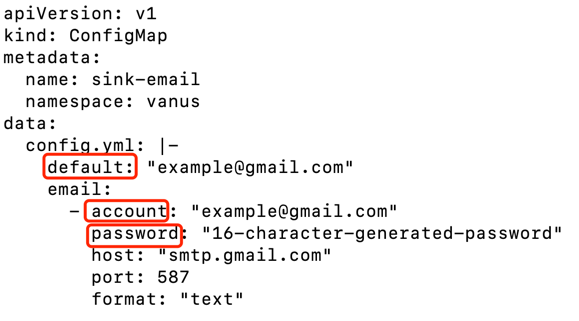 apiVersion: v1
kind: ConfigMap
metadata:
  name: sink-email
  namespace: vanus
data:
  config.yml: |-
    default: "example@gmail.com"
    email:
      - account: "example@gmail.com"
        password: "16-character-generated-password"
        host: "smtp.gmail.com"
        port: 587
        format: "text"